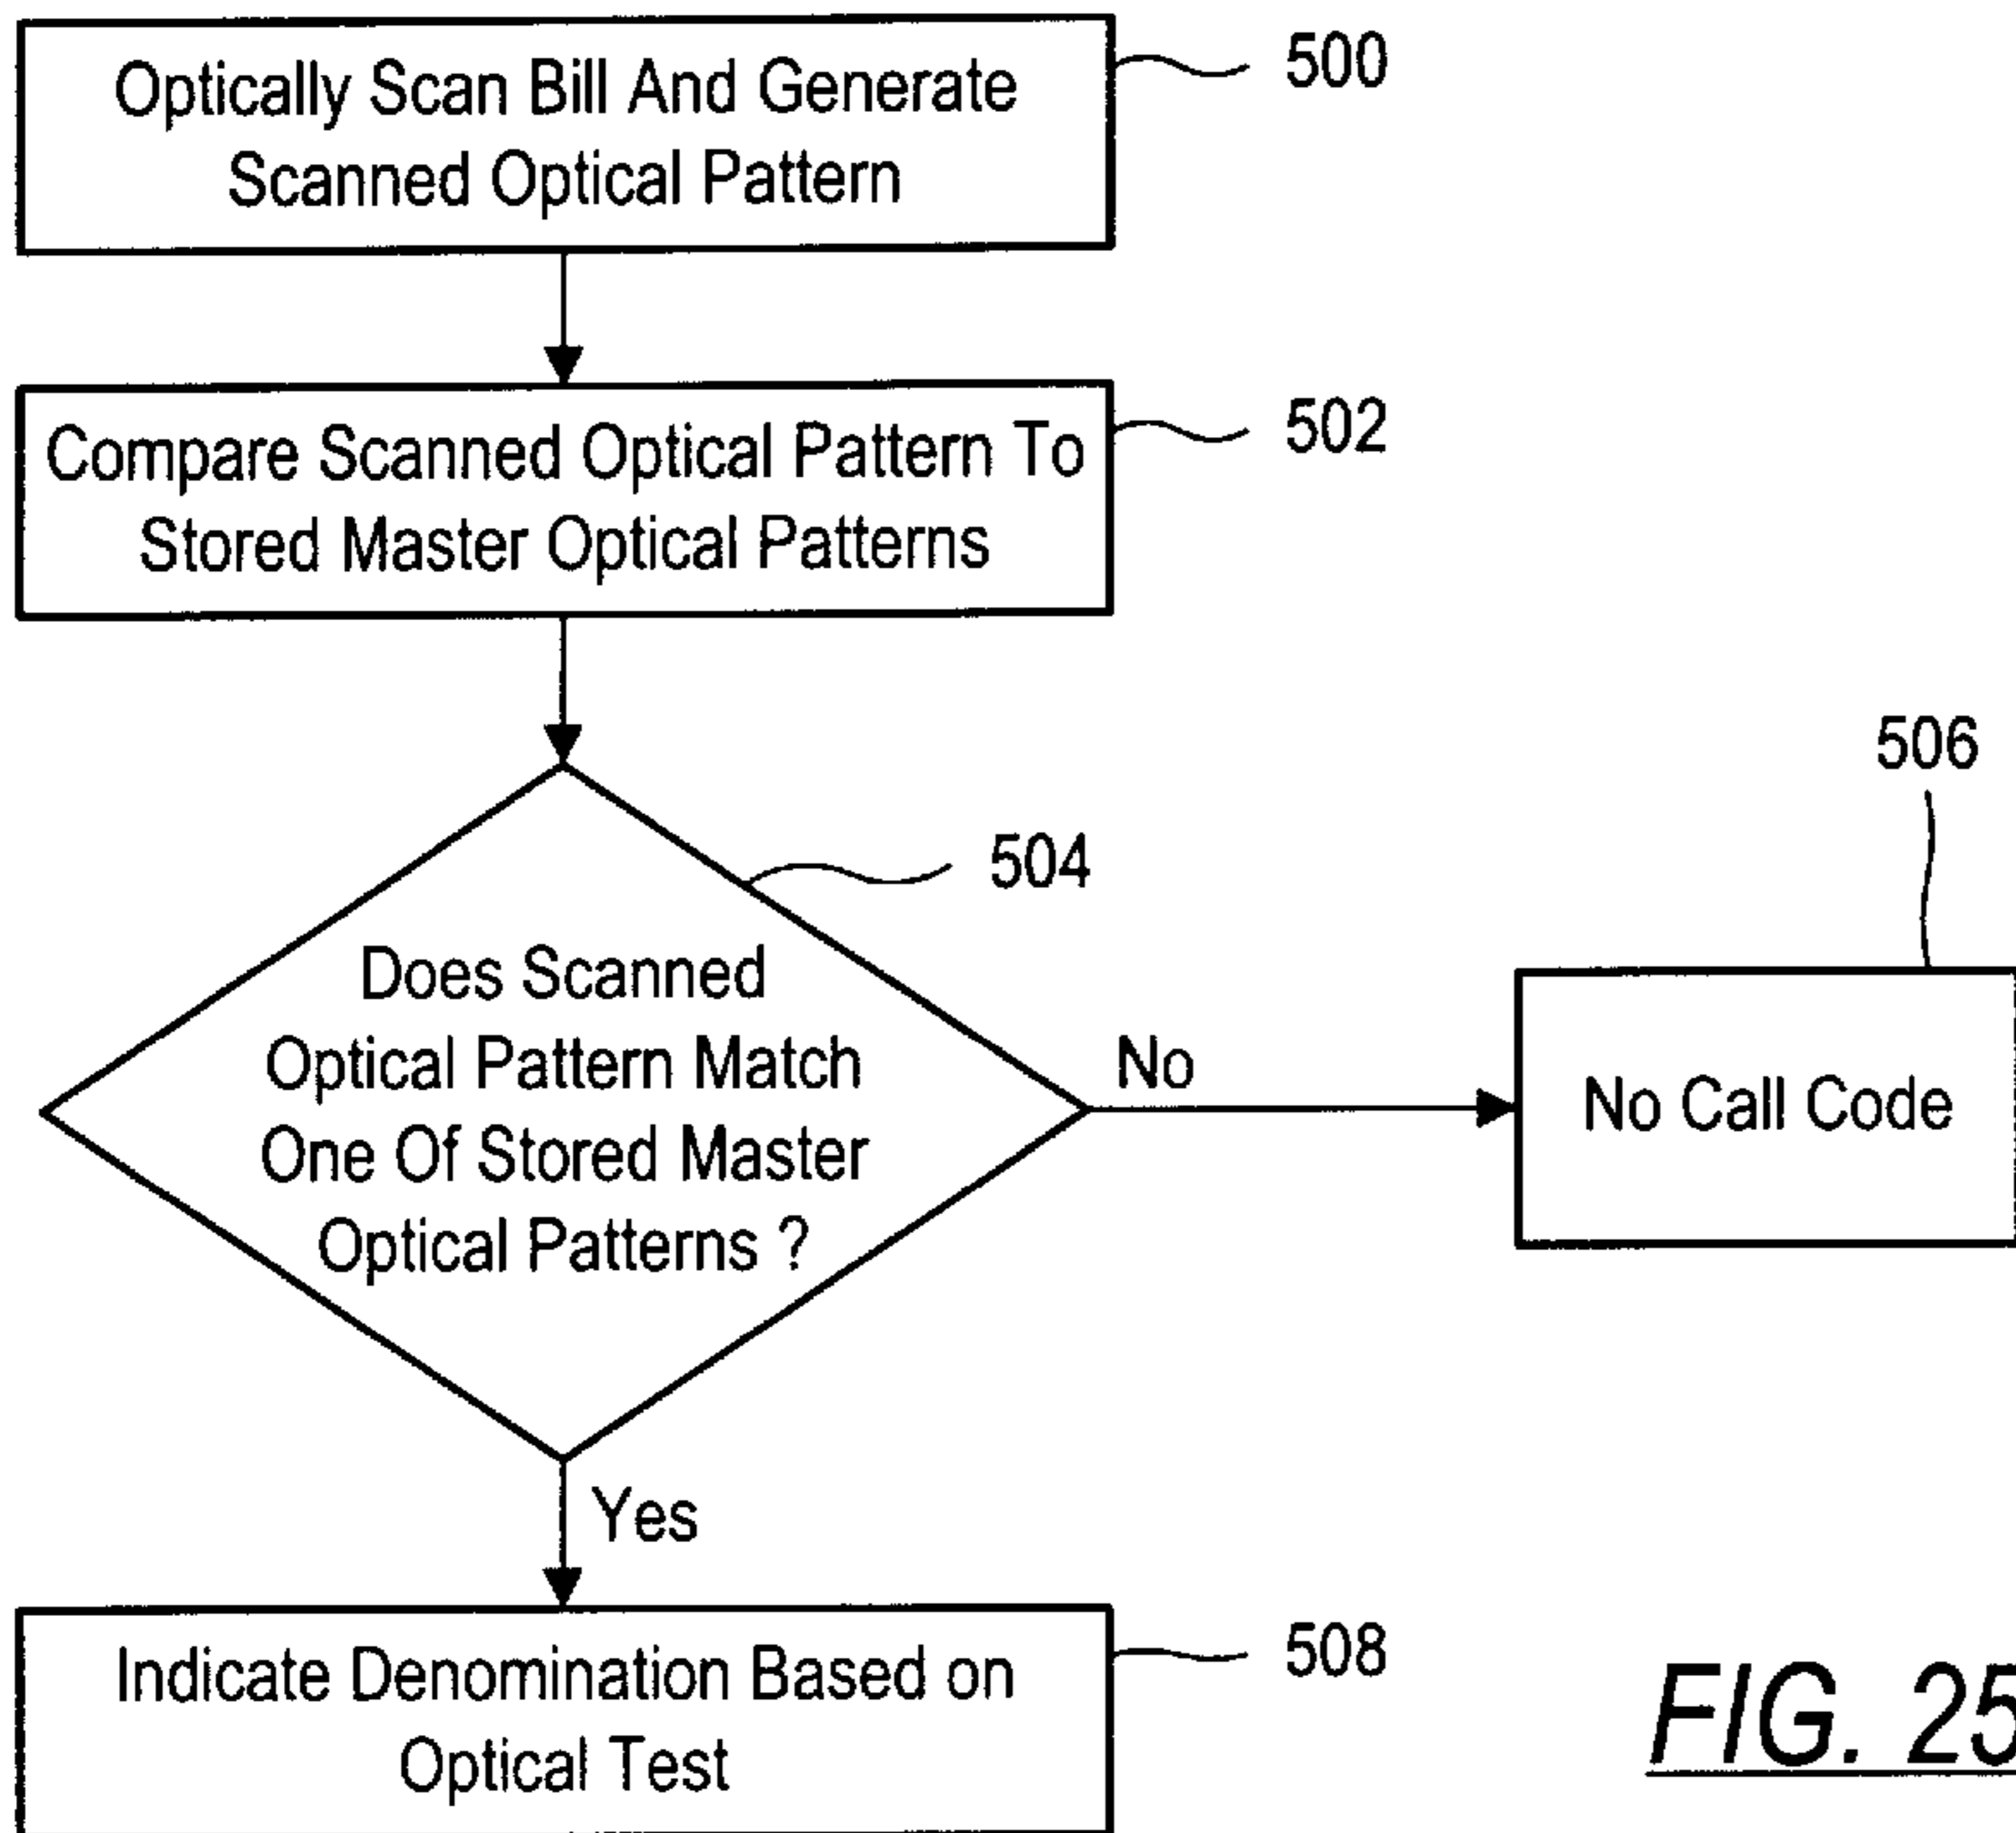 Optically Scan Bill And Generate
Scanned Optical Pattern
500
Compare Scanned Optical Pattern To
Stored Master Optical Patterns
502
504
Does Scanned
Optical Pattern Match
One Of Stored Master
Optical Patterns ?
No
506
No Call Code
Yes
Indicate Denomination Based on
Optical Test
508
FIG. 25